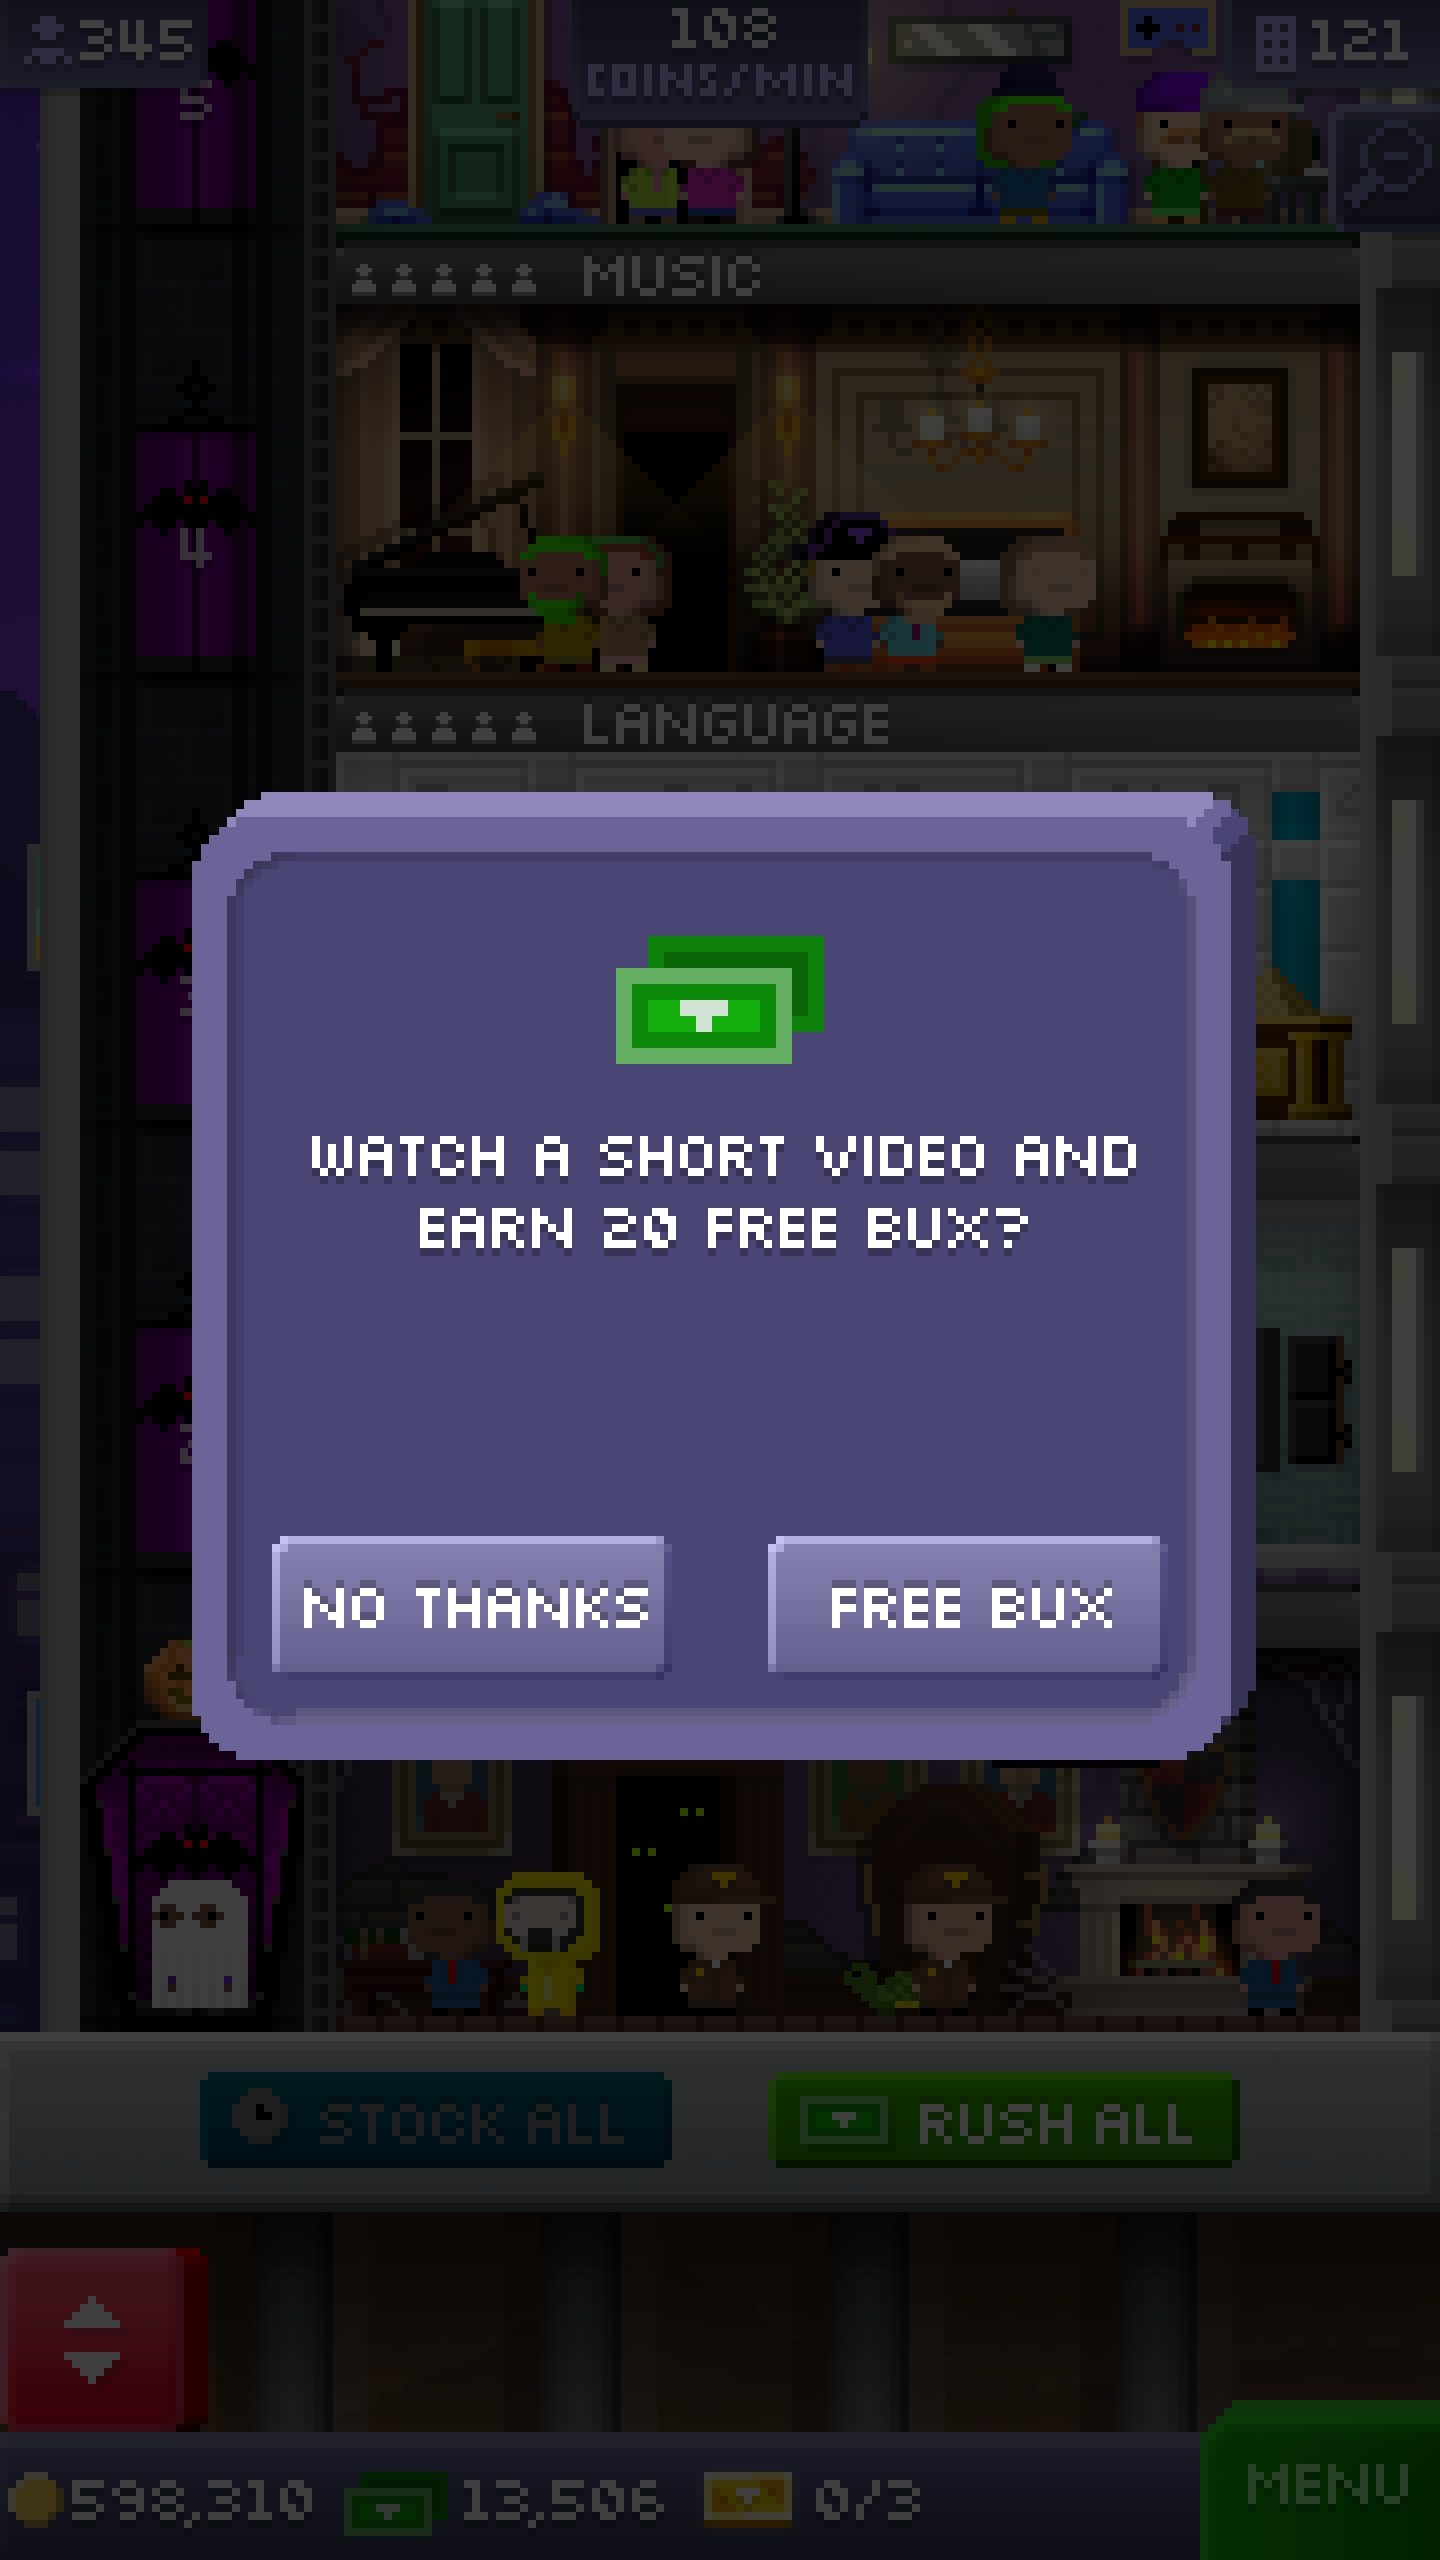 345
108
COINS/MIN
121
5
MUSIC
4
LANGUAGE
WATCH A SHORT VIDEO AND
EARN 20 FREE BUX?
NO THANKS
FREE BUX
STOCK ALL
RUSH ALL
598,310
13,506
0/3
MENU